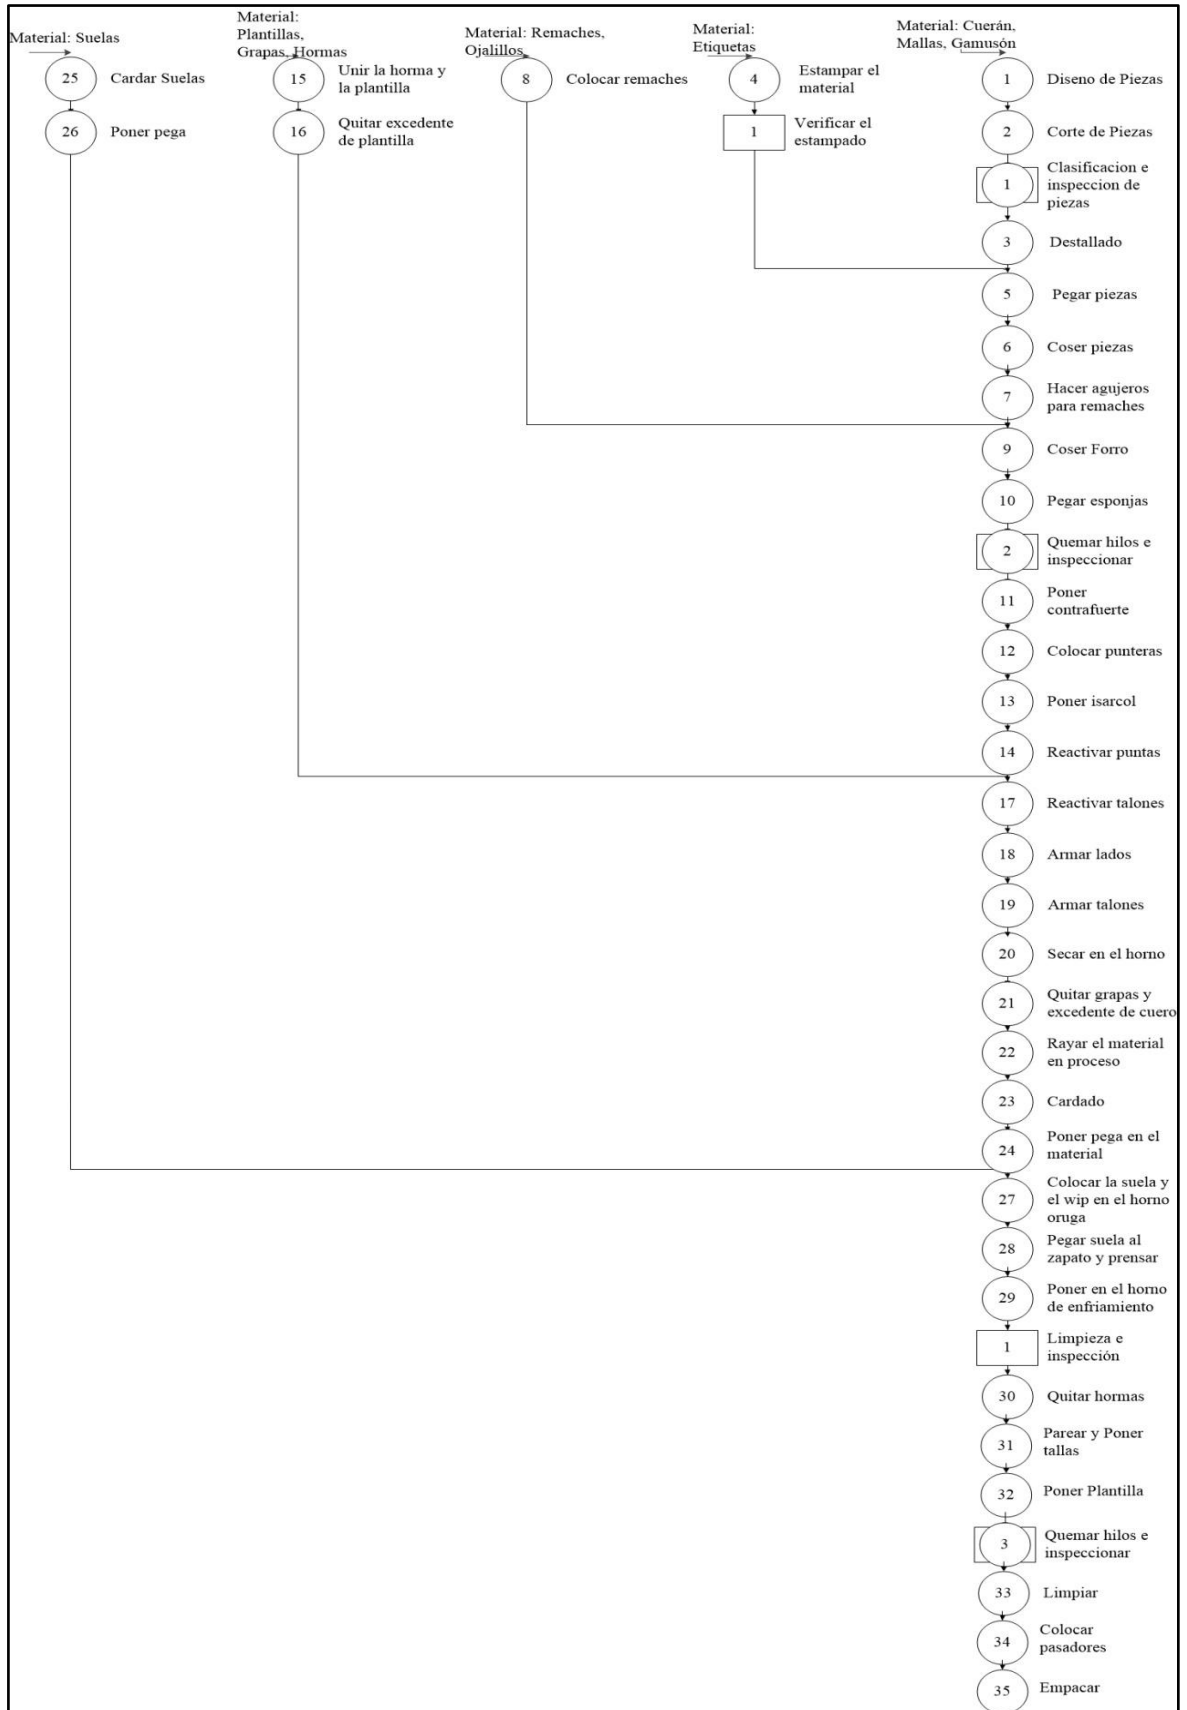 Material: Suelas
25
Cardar Suelas
26
Poner pega
Material:
Plantillas,
Grapas, Hormas
15
Unir la horma y
la plantilla
16
Quitar excedente
de plantilla
Material: Remaches,
Ojalillos
8
Colocar remaches
Material:
Etiquetas
4
Estampar el
material
1
Verificar el
estampado
Material: Cuerán,
Mallas, Gamusón
1
Diseno de Piezas
2
Corte de Piezas
1
Clasificacion e
inspeccion de
piezas
3
Destallado
5
Pegar piezas
6
Coser piezas
7
Hacer agujeros
para remaches
9
Coser Forro
10
Pegar esponjas
2
Quemar hilos e
inspeccionar
11
Poner
contrafuerte
12
Colocar punteras
13
Poner isarcol
14
Reactivar puntas
17
Reactivar talones
18
Armar lados
19
Armar talones
20
Secar en el horno
21
Quitar grapas y
excedente de cuero
22
Rayar el material
en proceso
23
Cardado
24
Poner pega en el
material
27
Colocar la suela y
el wip en el horno
oruga
28
Pegar suela al
zapato y prensar
29
Poner en el horno
de enfriamiento
1
Limpieza e
inspección
30
Quitar hormas
31
Parear y Poner
tallas
32
Poner Plantilla
3
Quemar hilos e
inspeccionar
33
Limpiar
34
Colocar
pasadores
35
Empacar